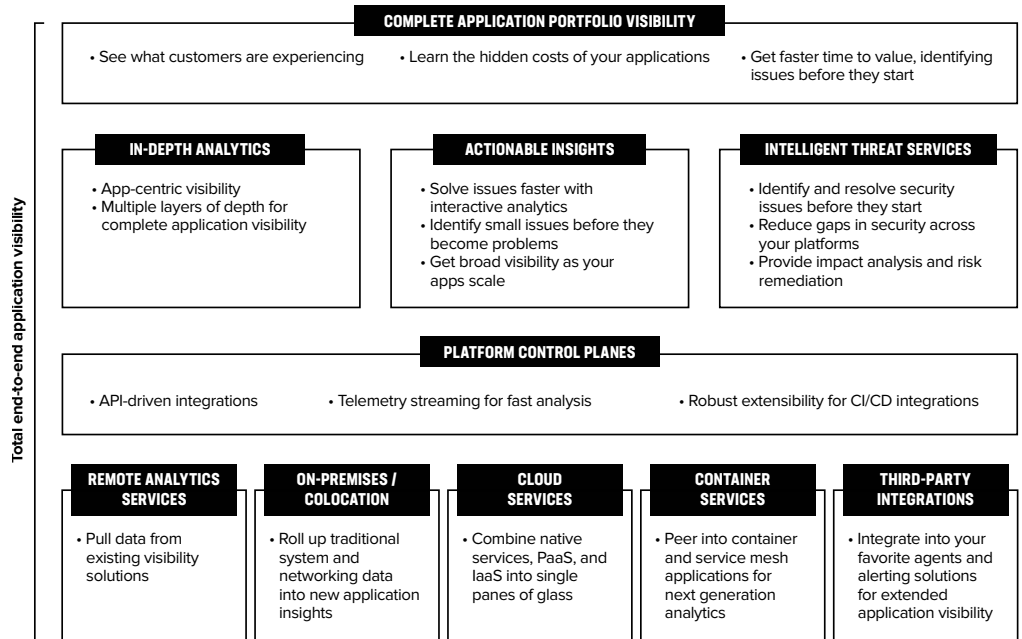 COMPLETE APPLICATION PORTFOLIO VISIBILITY
• See what customers are experiencing
• Learn the hidden costs of your applications
• Get faster time to value, identifying
issues before they start
Total end-to-end application visibility
IN-DEPTH ANALYTICS
• App-centric visibility
• Multiple layers of depth for
complete application visibility
ACTIONABLE INSIGHTS
• Solve issues faster with
interactive analytics
• Identify small issues before they
become problems
• Get broad visibility as your
apps scale
INTELLIGENT THREAT SERVICES
• Identify and resolve security
issues before they start
• Reduce gaps in security across
your platforms
• Provide impact analysis and risk
remediation
PLATFORM CONTROL PLANES
• API-driven integrations
• Telemetry streaming for fast analysis
• Robust extensibility for CI/CD integrations
REMOTE ANALYTICS
SERVICES
• Pull data from
existing visibility
solutions
ON-PREMISES /
COLOCATION
• Roll up traditional
system and
networking data
into new application
insights
CLOUD
SERVICES
• Combine native
services, PaaS, and
IaaS into single
panes of glass
CONTAINER
SERVICES
• Peer into container
and service mesh
applications for
next generation
analytics
THIRD-PARTY
INTEGRATIONS
• Integrate into your
favorite agents and
alerting solutions
for extended
application visibility